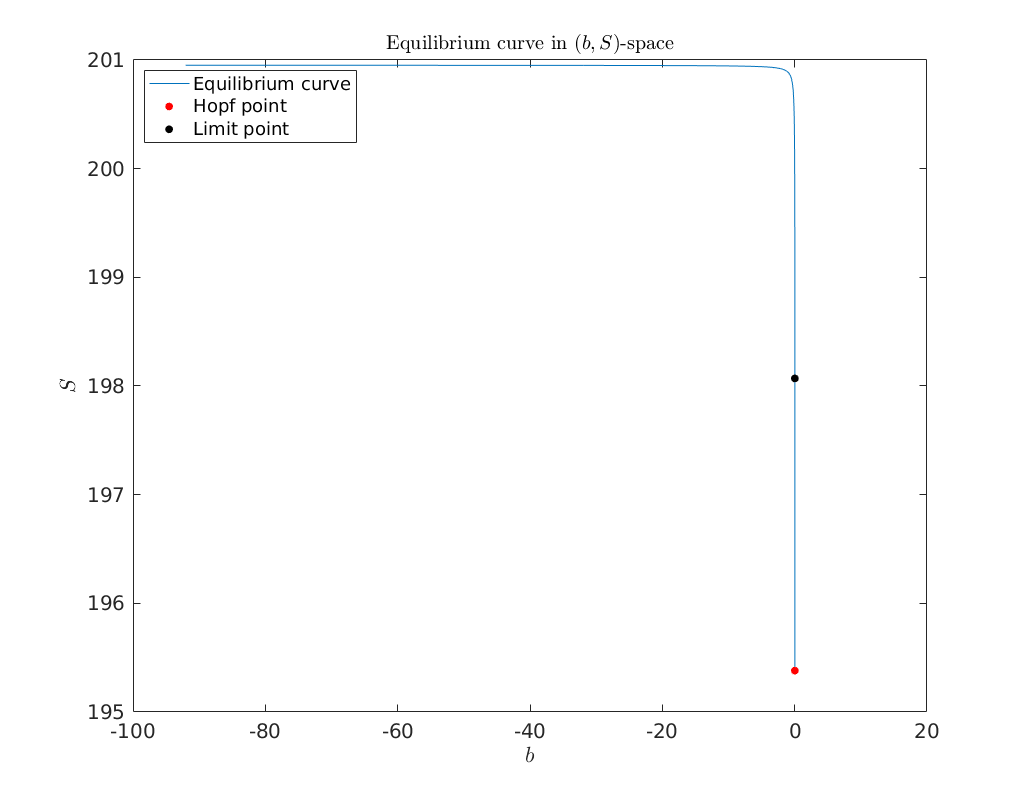 Equilibrium curve in (b, S)-space
201
200
199
198
197
196
195
S
Equilibrium curve
Hopf point
Limit point
-100 -80 -60 -40 -20 0 20
b